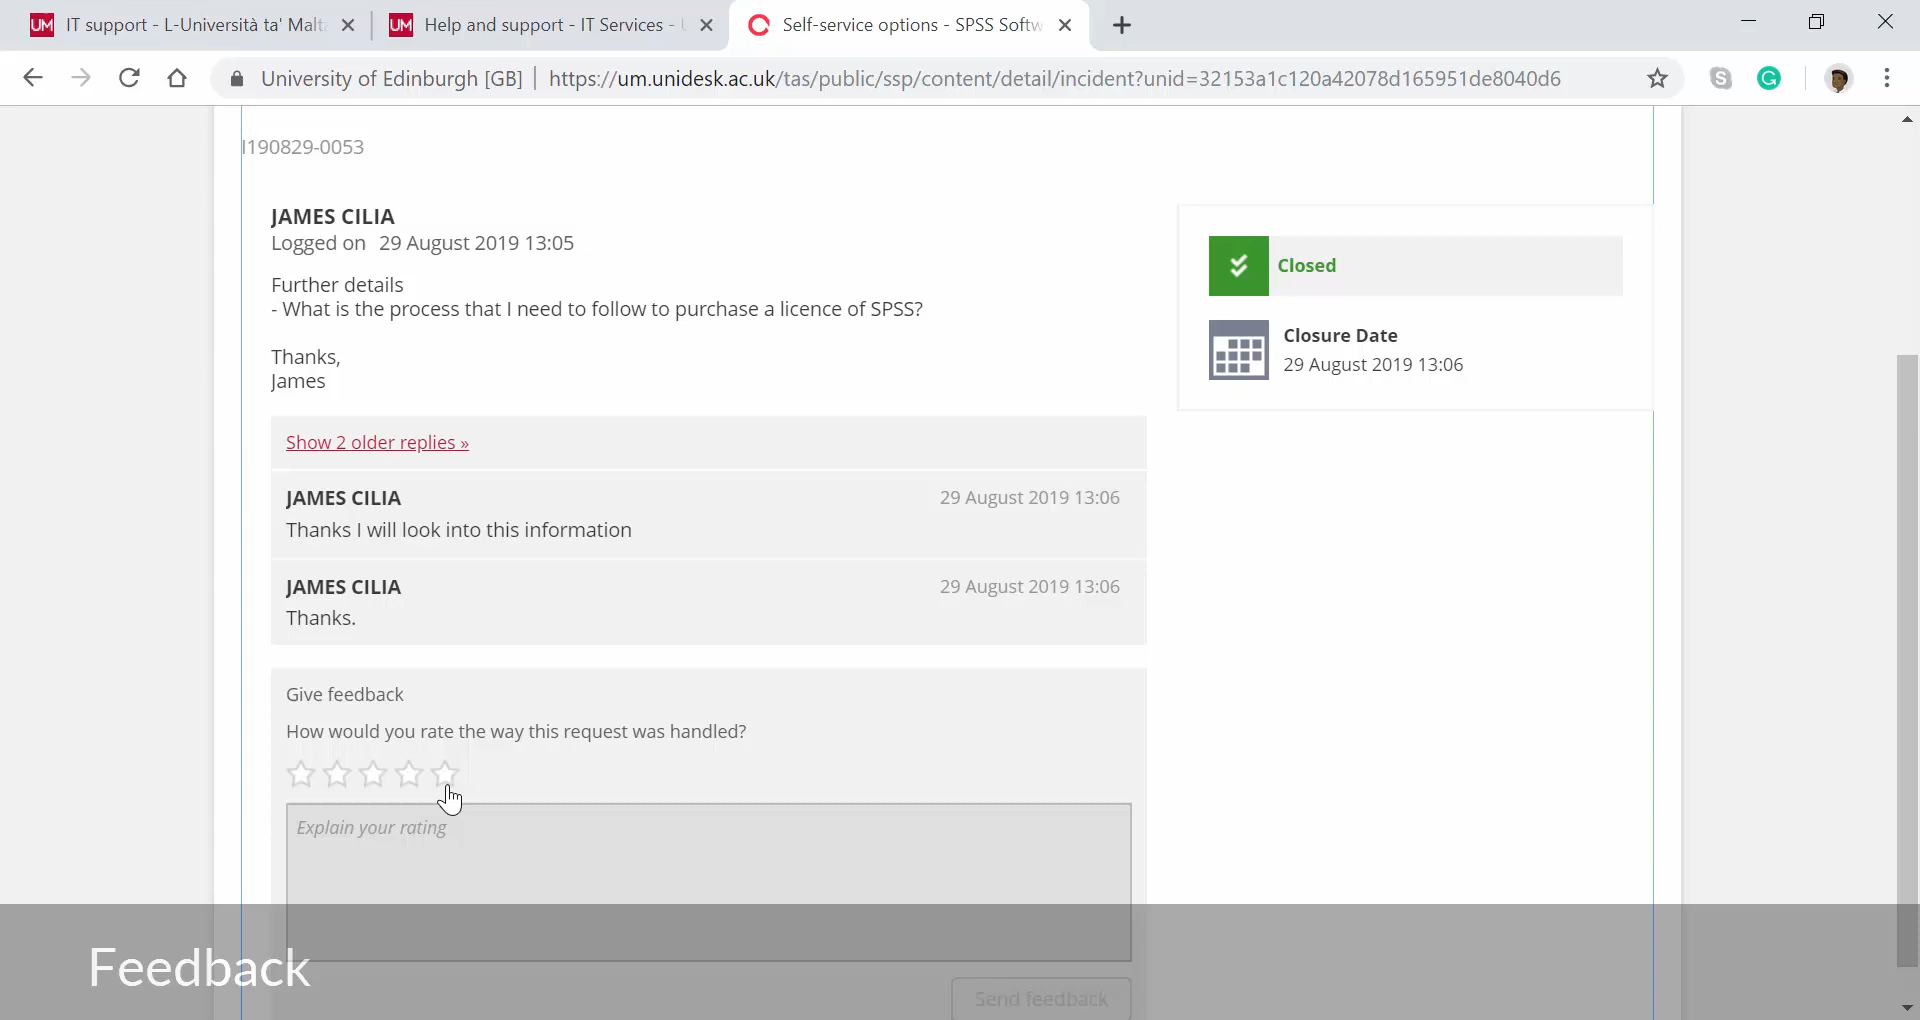 UM IT support - L-Università ta' Malta
UM Help and support - IT Services -
Self-service options - SPSS Softw
University of Edinburgh [GB] https://um.unidesk.ac.uk/tas/public/ssp/content/detail/incident?unid=32153a1c120a42078d165951de8040d6
I190829-0053
JAMES CILIA
Logged on 29 August 2019 13:05
Further details
- What is the process that I need to follow to purchase a licence of SPSS?
Thanks,
James
Closed
Closure Date
29 August 2019 13:06
Show 2 older replies »
JAMES CILIA 29 August 2019 13:06
Thanks I will look into this information
JAMES CILIA 29 August 2019 13:06
Thanks.
Give feedback
How would you rate the way this request was handled?
Explain your rating
Feedback
Send feedback